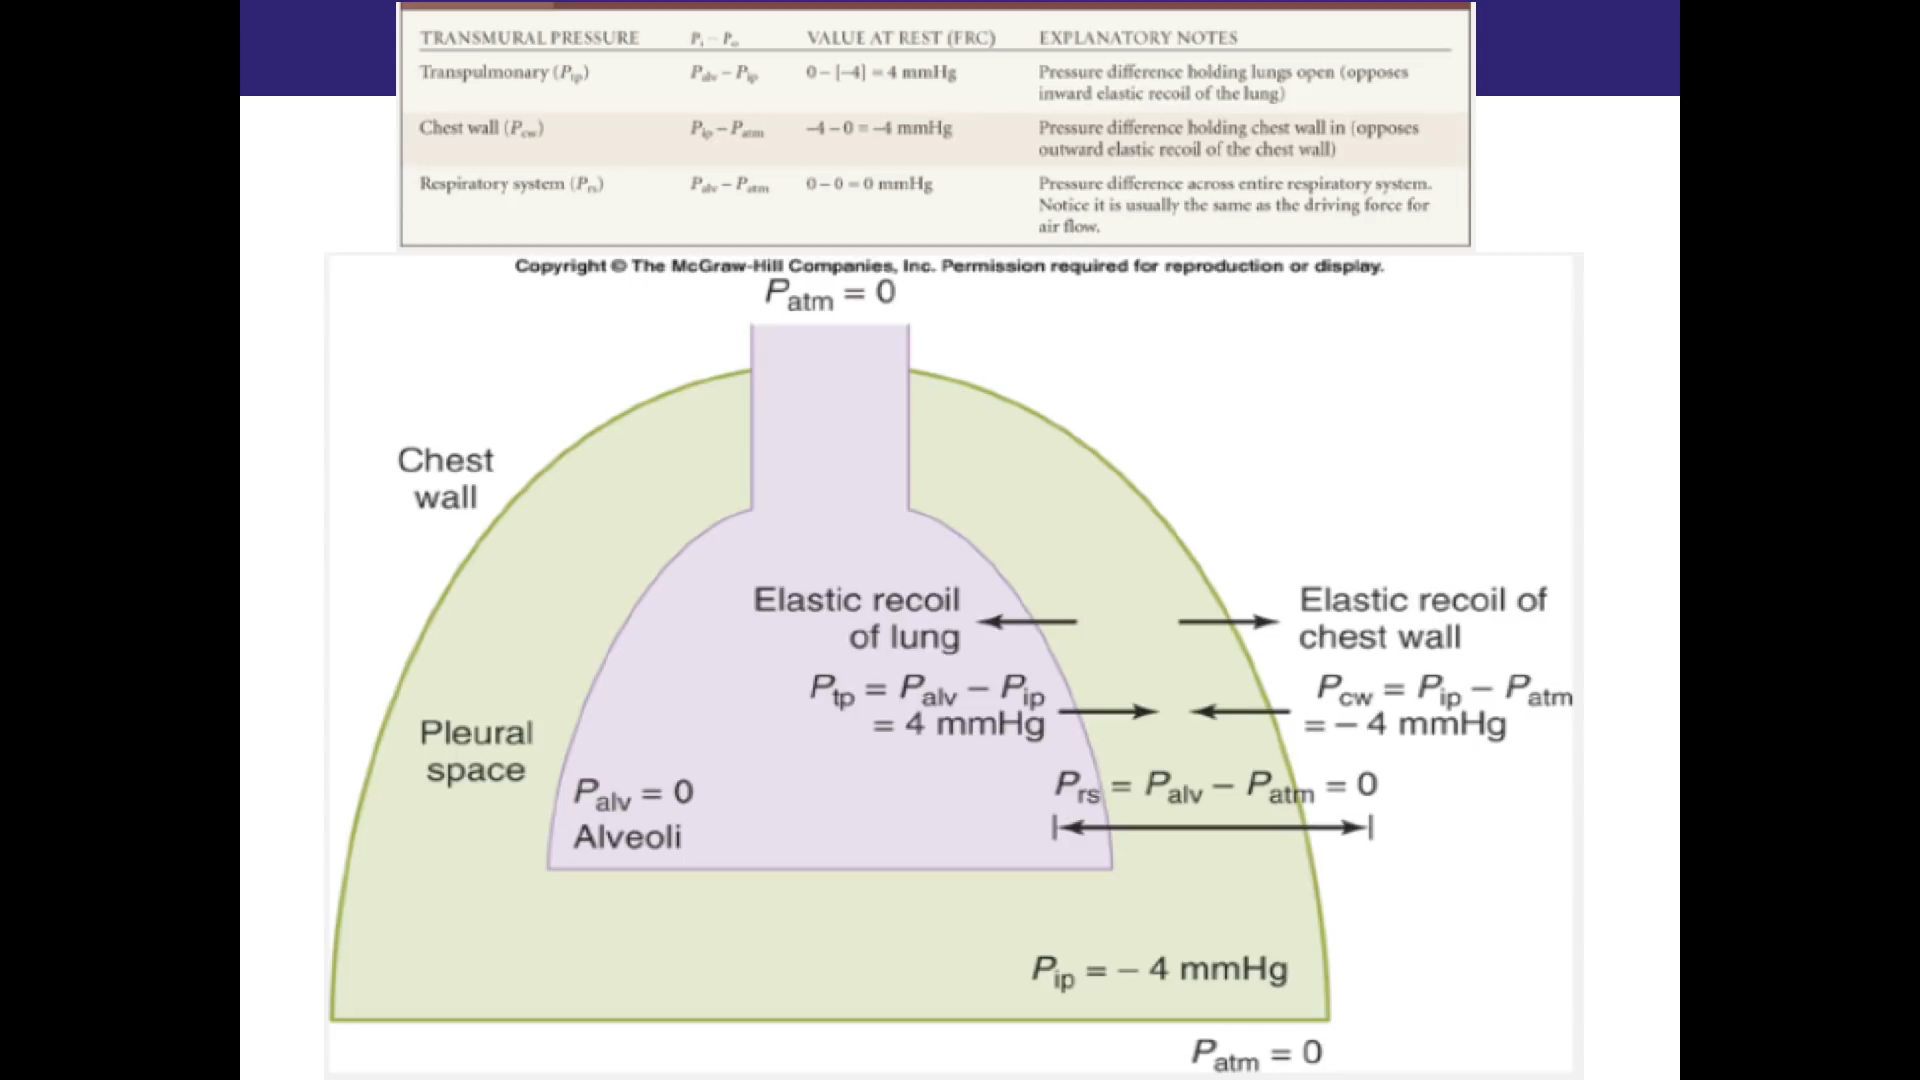 TRANSMURAL PRESSURE Pi – Po VALUE AT REST (FRC) EXPLANATORY NOTES
Transpulmonary (Ptp) Palv – Pip 0 – [–4] = 4 mmHg Pressure difference holding lungs open (opposes
inward elastic recoil of the lung)
Chest wall (Pcw) Pip – Patm –4 – 0 = –4 mmHg Pressure difference holding chest wall in (opposes
outward elastic recoil of the chest wall)
Respiratory system (Prs) Palv – Patm 0 – 0 = 0 mmHg Pressure difference across entire respiratory system.
Notice it is usually the same as the driving force for
air flow.
Copyright © The McGraw-Hill Companies, Inc. Permission required for reproduction or display.
Patm = 0
Chest
wall
Elastic recoil
of lung
Elastic recoil of
chest wall
Ptp = Palv – Pip
= 4 mmHg
Pcw = Pip – Patm
= – 4 mmHg
Pleural
space
Prs = Palv – Patm = 0
Palv = 0
Alveoli
Pip = – 4 mmHg
Patm = 0